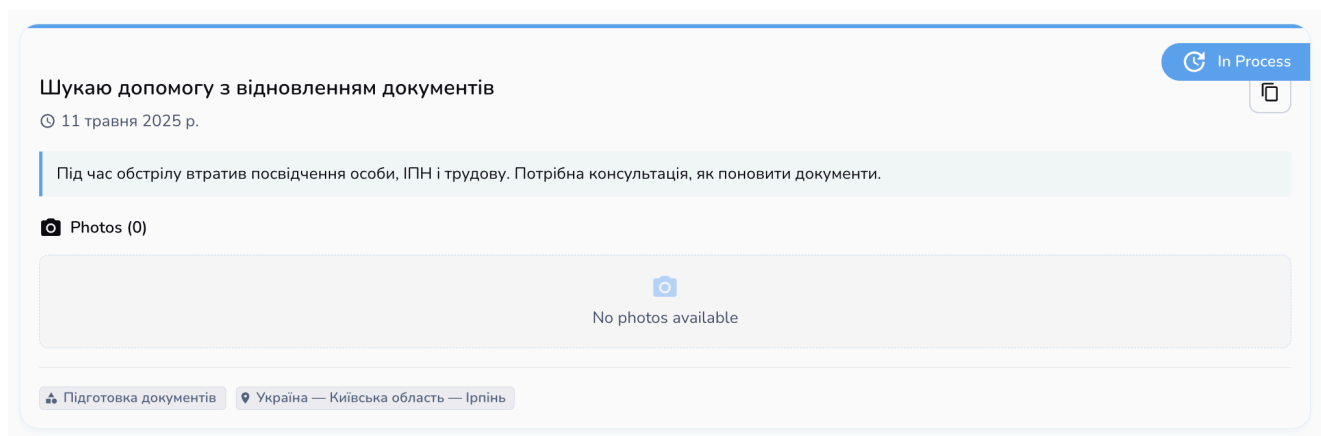 In Process
Шукаю допомогу з відновленням документів
11 травня 2025 р.
Під час обстрілу втратив посвідчення особи, ІПН і трудову. Потрібна консультація, як поновити документи.
Photos (0)
No photos available
Підготовка документів
Україна — Київська область — Ірпінь